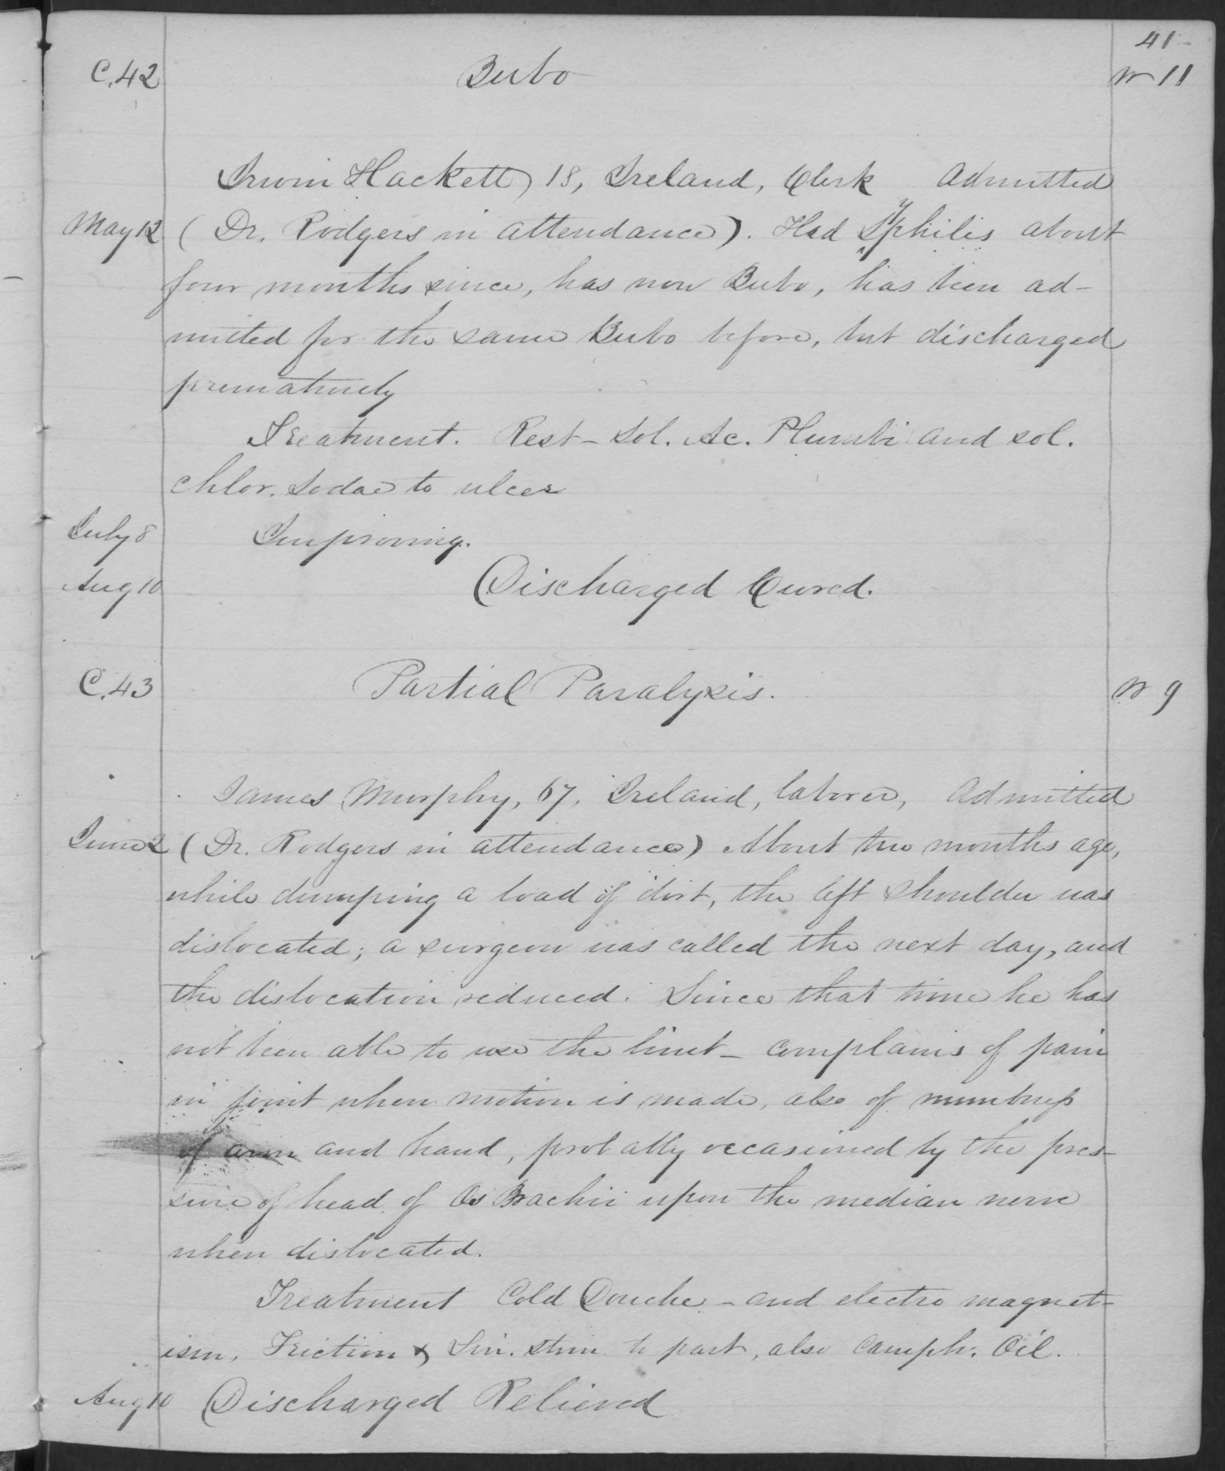 41-
C.42 Bubo W 11
Irwin Hackett, 18, Ireland, Clerk Admitted
May 12 (Dr. Rodgers in attendance). Had Syphilis about
four months since, has now Bubo, has been ad-
mitted for the same Bubo before, but discharged
prematurely
Treatment. Rest - Sol. Ac. Plumbi and sol.
Chlor. Sodae to ulcer
July 8 Improving.
Aug 10 Discharged Cured.
C.43 Partial Paralysis. W 9
James Murphy, 67, Ireland, laborer, Admitted
June 2 (Dr. Rodgers in attendance) About two months ago,
while dumping a load of dirt, the left shoulder was
dislocated; a surgeon was called the next day, and
the dislocation reduced. Since that time he has
not been able to use the limb - complains of pain
in joint when motion is made, also of numbness
of arm and hand, probably occasioned by the pres-
sure of head of Os Brachii upon the median nerve
when dislocated.
Treatment Cold Douche - and electro magnet-
ism, Friction & Lin. stim to part, also Camph. Oil.
Aug 10 Discharged Relieved